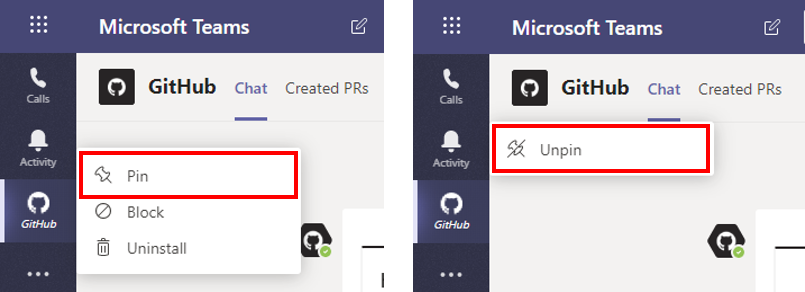 Microsoft Teams
Calls
GitHub Chat Created PRs
Activity
Pin
Block
GitHub
Uninstall
Microsoft Teams
Calls
GitHub Chat Created PRs
Activity
Unpin
GitHub